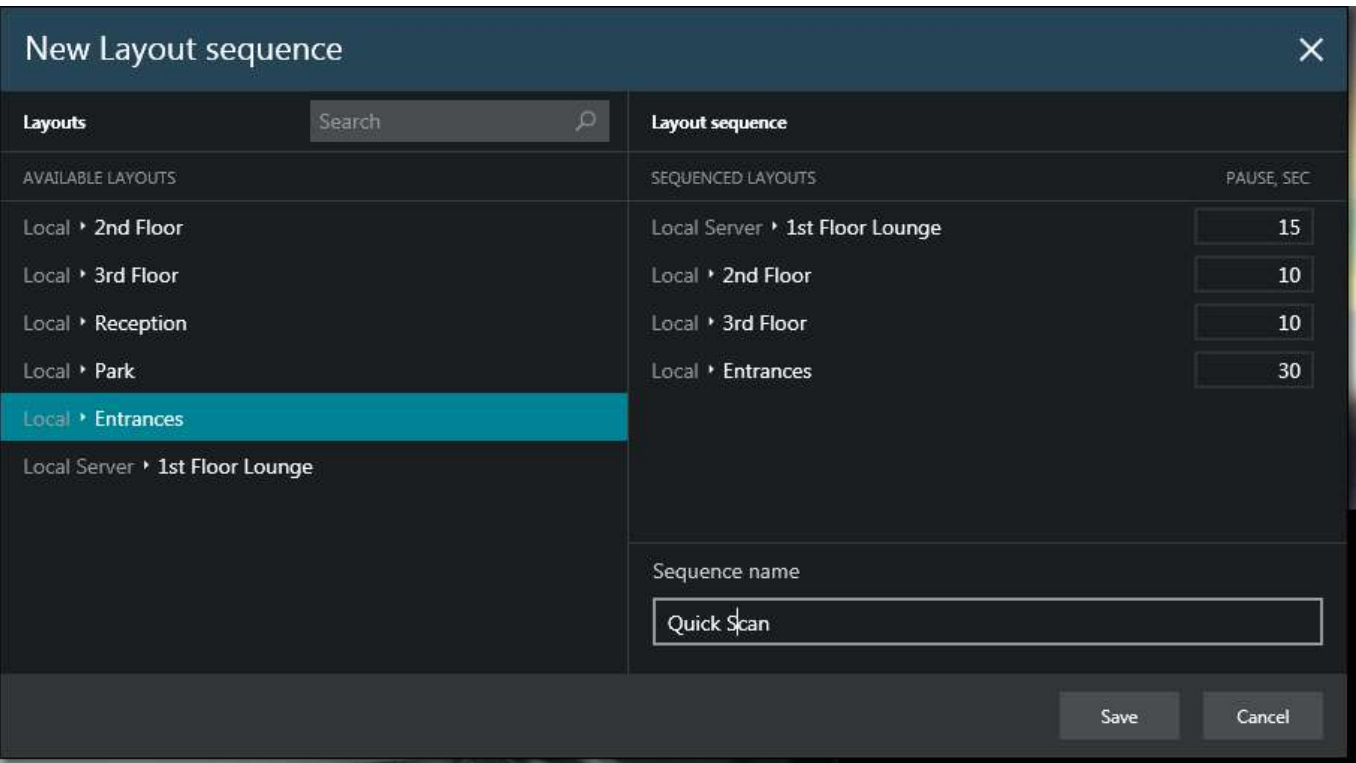 New Layout sequence
Layouts
Search
Layout sequence
AVAILABLE LAYOUTS
SEQUENCED LAYOUTS PAUSE, SEC
Local ‣ 2nd Floor
Local ‣ 3rd Floor
Local ‣ Reception
Local ‣ Park
Local ‣ Entrances
Local Server ‣ 1st Floor Lounge
Local Server ‣ 1st Floor Lounge 15
Local ‣ 2nd Floor 10
Local ‣ 3rd Floor 10
Local ‣ Entrances 30
Sequence name
Quick Scan
Save Cancel